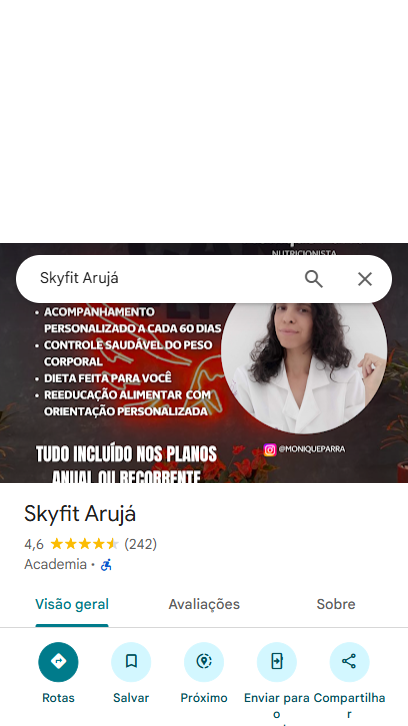 NUTRICIONISTA
Skyfit Arujá
• ACOMPANHAMENTO
PERSONALIZADO A CADA 60 DIAS
• CONTROLE SAUDÁVEL DO PESO
CORPORAL
• DIETA FEITA PARA VOCÊ
• REEDUCAÇÃO ALIMENTAR COM
ORIENTAÇÃO PERSONALIZADA
@MONIQUEPARRA
TUDO INCLUÍDO NOS PLANOS
ANUAL OU RECORRENTE
Skyfit Arujá
4,6 (242)
Academia ·
Visão geral Avaliações Sobre
Rotas Salvar Próximo Enviar para o Compartilhar